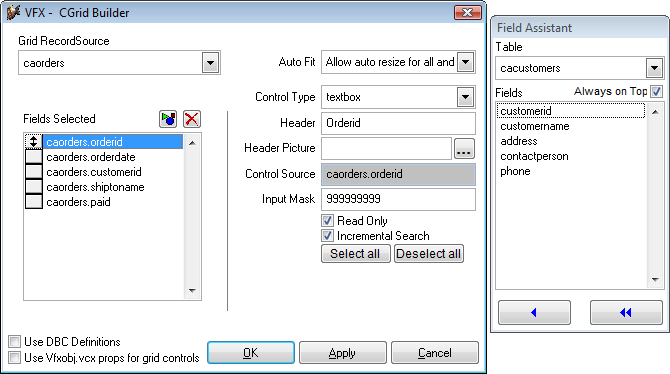 VFX - CGrid Builder
Grid RecordSource
caorders
Auto Fit
Allow auto resize for all and
Control Type
textbox
Fields Selected
Header
Orderid
caorders.orderid
caorders.orderdate
caorders.customerid
caorders.shiptoname
caorders.paid
Header Picture
...
Control Source
caorders.orderid
Input Mask
999999999
Read Only
Incremental Search
Select all
Deselect all
Use DBC Definitions
Use Vfxobj.vcx props for grid controls
OK
Apply
Cancel
Field Assistant
Table
cacustomers
Fields
Always on Top
customerid
customername
address
contactperson
phone